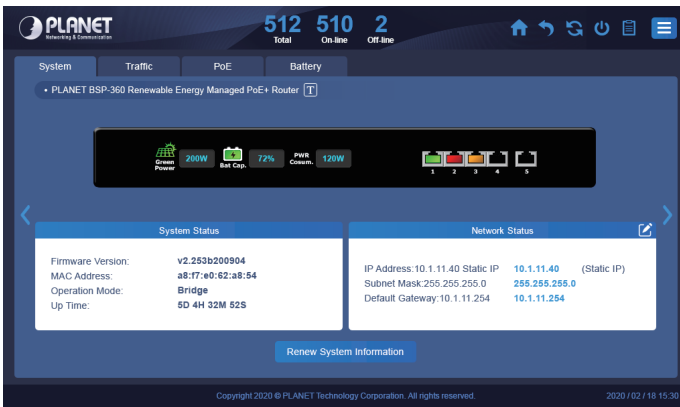 PLANET
Networking & Communication
512 510 2
Total On-line Off-line
System Traffic PoE Battery
• PLANET BSP-360 Renewable Energy Managed PoE+ Router T
Green Power 200W Bat Cap. 72% PWR Cosum. 120W
1 2 3 4 5
System Status
Firmware Version: v2.253b200904
MAC Address: a8:f7:e0:62:a8:54
Operation Mode: Bridge
Up Time: 5D 4H 32M 52S
Network Status
IP Address:10.1.11.40 Static IP 10.1.11.40 (Static IP)
Subnet Mask:255.255.255.0 255.255.255.0
Default Gateway:10.1.11.254 10.1.11.254
Renew System Information
Copyright 2020 © PLANET Technology Corporation. All rights reserved.
2020 / 02 / 18 15:30